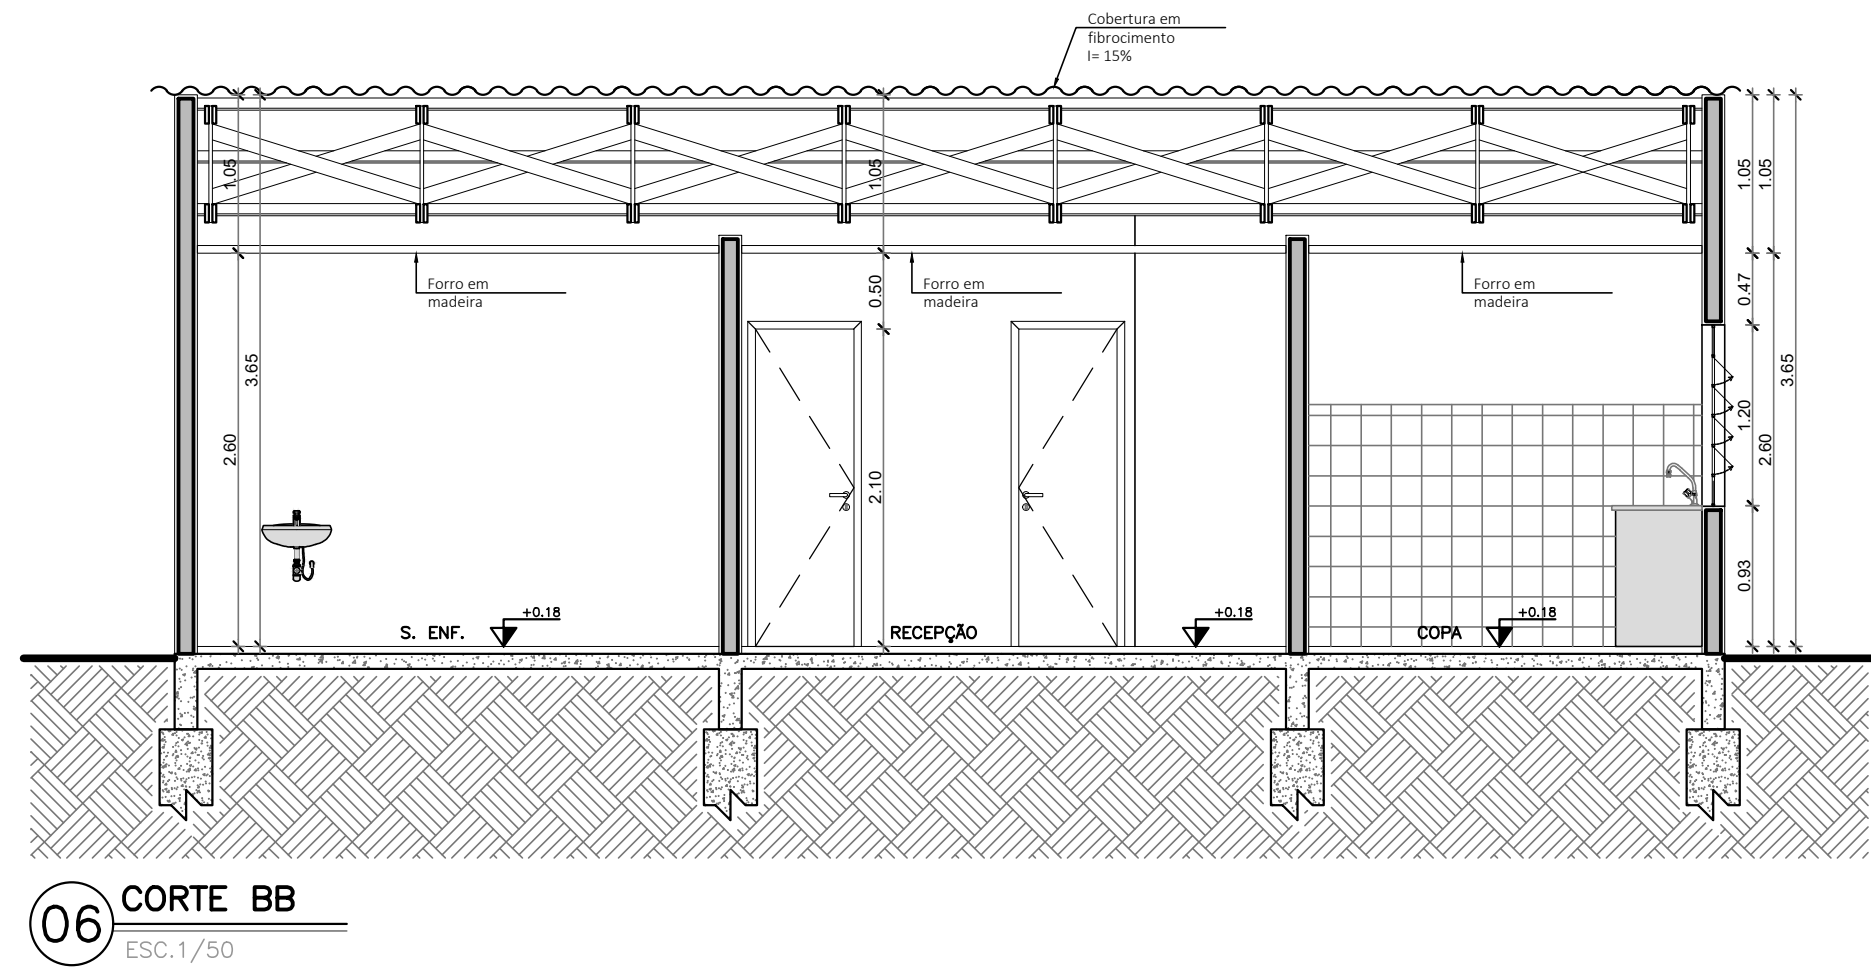 Cobertura em
fibrocimento
I= 15%
1.05
1.05
1.05
1.05
Forro em
madeira
Forro em
madeira
Forro em
madeira
0.50
0.47
3.65
3.65
2.60
2.10
1.20
2.60
0.93
S. ENF.
+0.18
RECEPÇÃO
+0.18
COPA
+0.18
06
CORTE BB
ESC.1/50